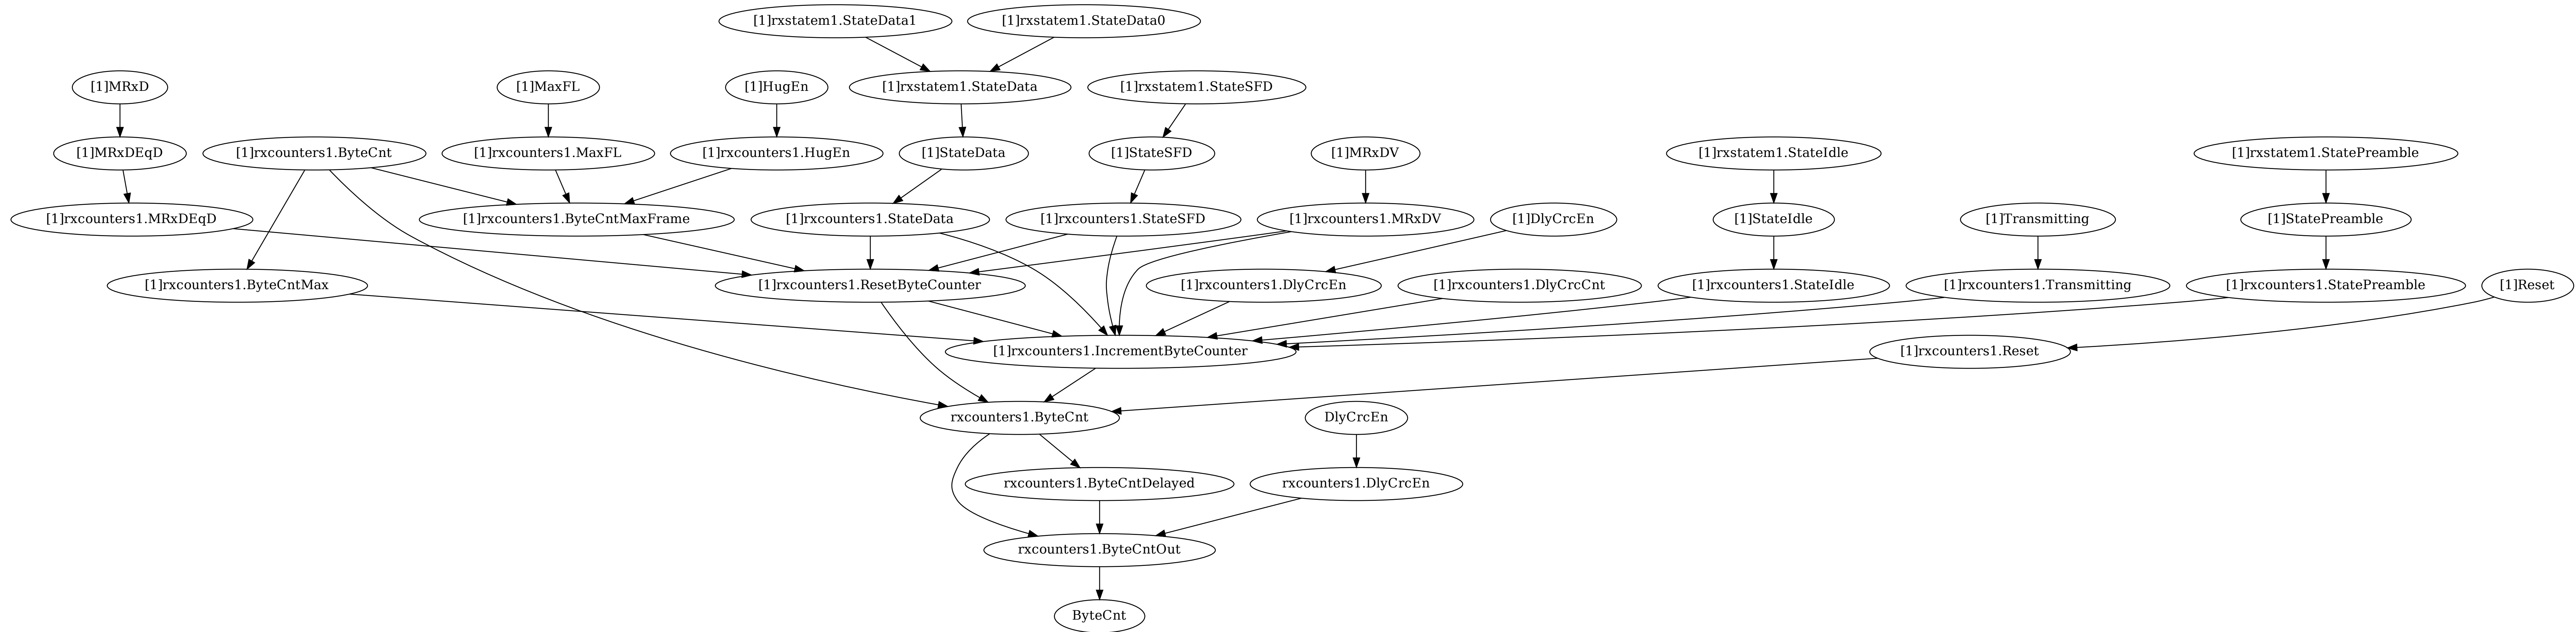 [1]rxstatem1.StateData1
[1]rxstatem1.StateData0
[1]MRxD
[1]MaxFL
[1]HugEn
[1]rxstatem1.StateData
[1]rxstatem1.StateSFD
[1]MRxDEqD
[1]rxcounters1.ByteCnt
[1]rxcounters1.MaxFL
[1]rxcounters1.HugEn
[1]StateData
[1]StateSFD
[1]MRxDV
[1]rxstatem1.StateIdle
[1]rxstatem1.StatePreamble
[1]rxcounters1.MRxDEqD
[1]rxcounters1.ByteCntMaxFrame
[1]rxcounters1.StateData
[1]rxcounters1.StateSFD
[1]rxcounters1.MRxDV
[1]DlyCrcEn
[1]StateIdle
[1]Transmitting
[1]StatePreamble
[1]rxcounters1.ByteCntMax
[1]rxcounters1.ResetByteCounter
[1]rxcounters1.DlyCrcEn
[1]rxcounters1.DlyCrcCnt
[1]rxcounters1.StateIdle
[1]rxcounters1.Transmitting
[1]rxcounters1.StatePreamble
[1]Reset
[1]rxcounters1.IncrementByteCounter
[1]rxcounters1.Reset
rxcounters1.ByteCnt
DlyCrcEn
rxcounters1.ByteCntDelayed
rxcounters1.DlyCrcEn
rxcounters1.ByteCntOut
ByteCnt